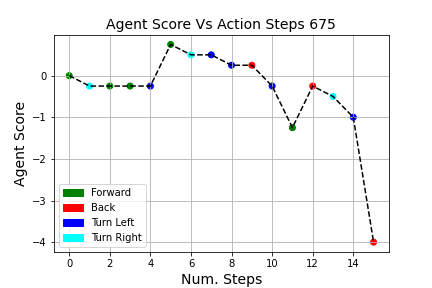 Agent Score Vs Action Steps 675
Agent Score
0
−1
−2
−3
−4
Forward
Back
Turn Left
Turn Right
0 2 4 6 8 10 12 14
Num. Steps